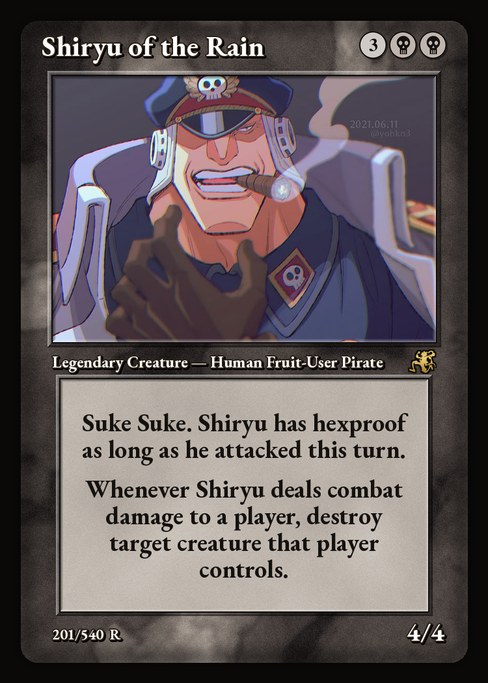 Shiryu of the Rain
3
2021.06.11
@yohko3
Legendary Creature — Human Fruit-User Pirate
Suke Suke. Shiryu has hexproof
as long as he attacked this turn.
Whenever Shiryu deals combat
damage to a player, destroy
target creature that player
controls.
201/540 R
4/4